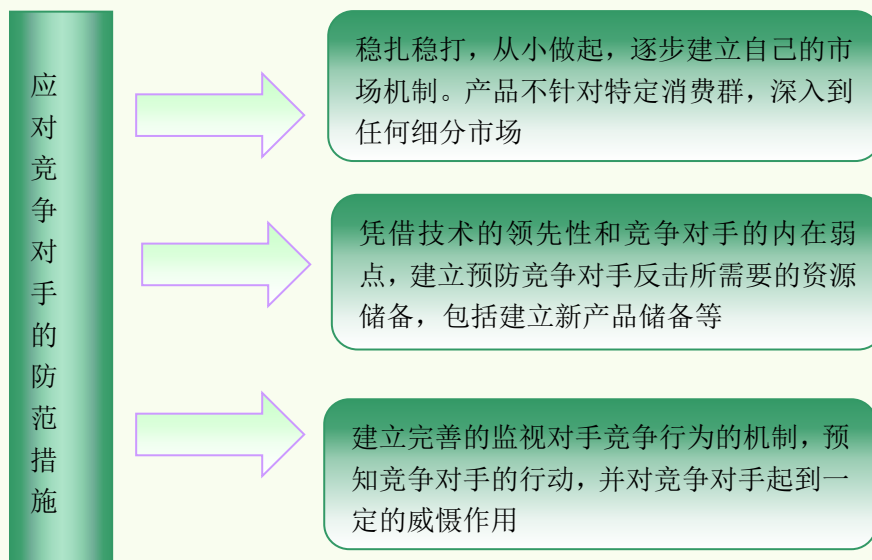 应对竞争对手的防范措施
稳扎稳打，从小做起，逐步建立自己的市
场机制。产品不针对特定消费群，深入到
任何细分市场
凭借技术的领先性和竞争对手的内在弱
点，建立预防竞争对手反击所需要的资源
储备，包括建立新产品储备等
建立完善的监视对手竞争行为的机制，预
知竞争对手的行动，并对竞争对手起到一
定的威慑作用